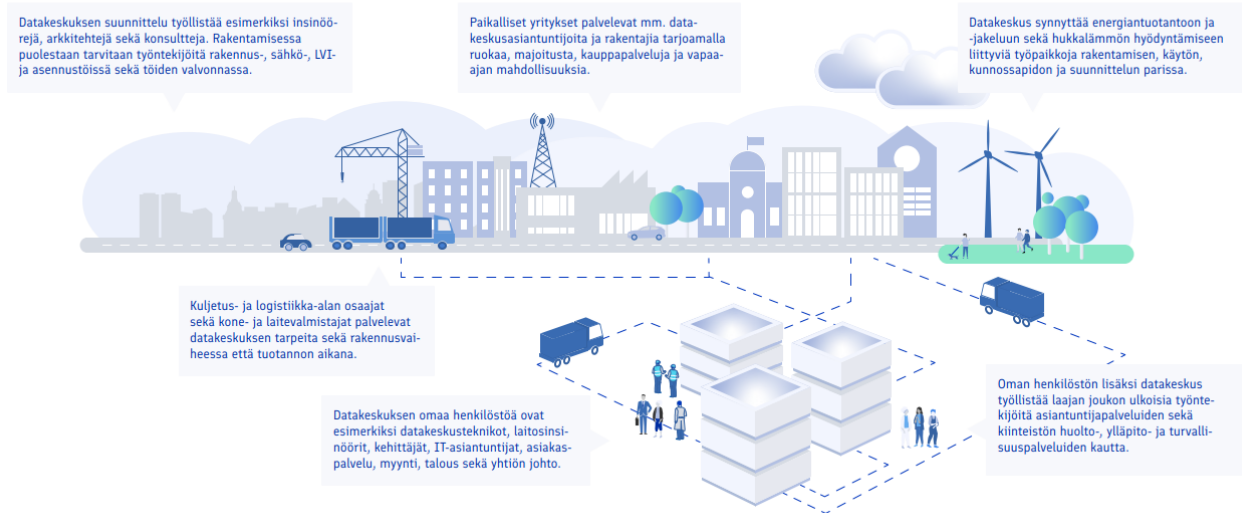 Datakeskuksen suunnittelu työllistää esimerkiksi insinöö-
rejä, arkkitehtejä sekä konsultteja. Rakentamisessa
puolestaan tarvitaan työntekijöitä rakennus-, sähkö-, LVI-
ja asennustöissä sekä töiden valvonnassa.
Paikalliset yritykset palvelevat mm. data-
keskusasiantuntijoita ja rakentajia tarjoamalla
ruokaa, majoitusta, kauppapalveluja ja vapaa-
ajan mahdollisuuksia.
Datakeskus synnyttää energiantuotantoon ja
-jakeluun sekä hukkalämmön hyödyntämiseen
liittyviä työpaikkoja rakentamisen, käytön,
kunnossapidon ja suunnittelun parissa.
Kuljetus- ja logistiikka-alan osaajat
sekä kone- ja laitevalmistajat palvelevat
datakeskuksen tarpeita sekä rakennusvai-
heessa että tuotannon aikana.
Datakeskuksen omaa henkilöstöä ovat
esimerkiksi datakeskusteknikot, laitosinsi-
nöörit, kehittäjät, IT-asiantuntijat, asiakas-
palvelu, myynti, talous sekä yhtiön johto.
Oman henkilöstön lisäksi datakeskus
työllistää laajan joukon ulkoisia työnte-
kijöitä asiantuntijapalveluiden sekä
kiinteistön huolto-, ylläpito- ja turvalli-
suuspalveluiden kautta.